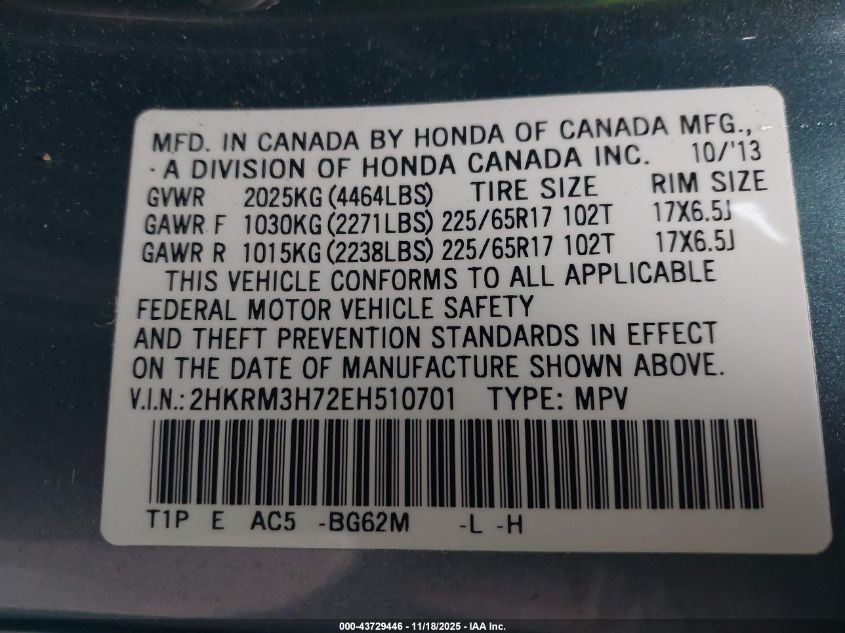 MFD. IN CANADA BY HONDA OF CANADA MFG.,
A DIVISION OF HONDA CANADA INC. 10/'13
GVWR 2025KG (4464LBS) TIRE SIZE RIM SIZE
GAWR F 1030KG (2271LBS) 225/65R17 102T 17X6.5J
GAWR R 1015KG (2238LBS) 225/65R17 102T 17X6.5J
THIS VEHICLE CONFORMS TO ALL APPLICABLE
FEDERAL MOTOR VEHICLE SAFETY
AND THEFT PREVENTION STANDARDS IN EFFECT
ON THE DATE OF MANUFACTURE SHOWN ABOVE.
V.I.N.: 2HKRM3H72EH510701 TYPE: MPV
T1P E AC5 -BG62M -L -H
000-43729446 - 11/18/2025 - IAA Inc.